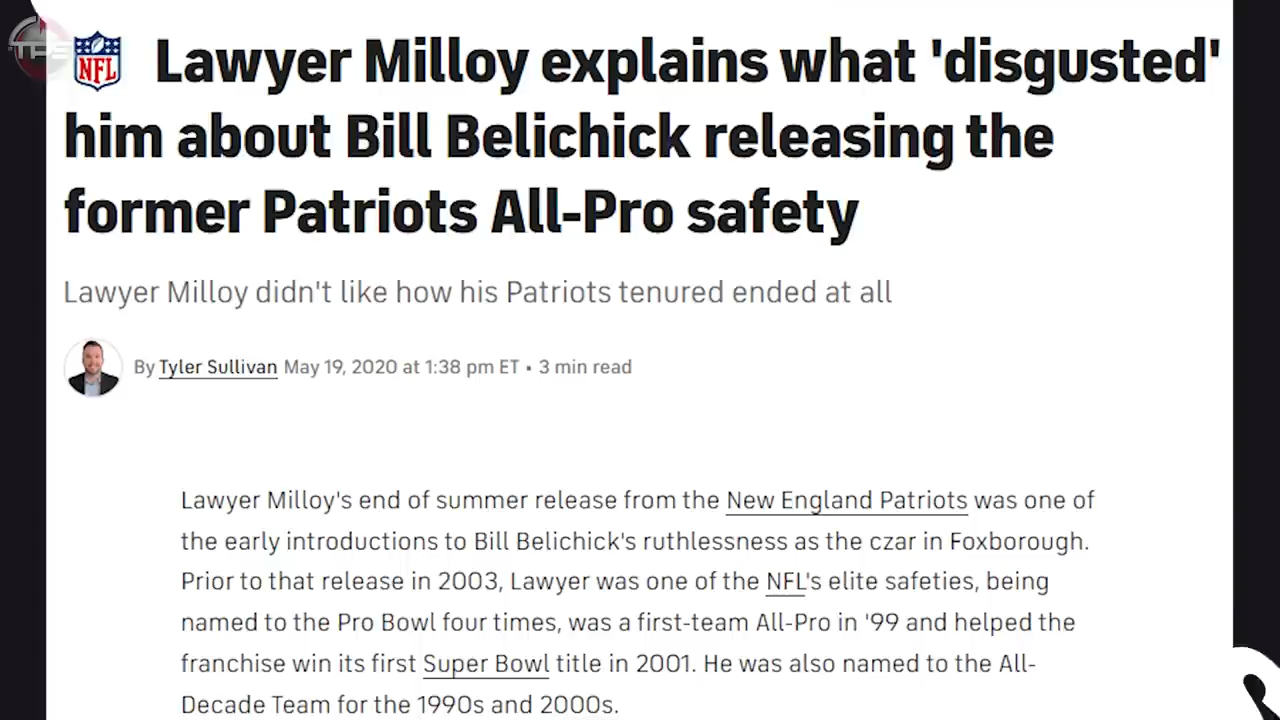 TPS
NFL
Lawyer Milloy explains what 'disgusted'
him about Bill Belichick releasing the
former Patriots All-Pro safety
Lawyer Milloy didn't like how his Patriots tenured ended at all
By Tyler Sullivan May 19, 2020 at 1:38 pm ET • 3 min read
Lawyer Milloy's end of summer release from the New England Patriots was one of
the early introductions to Bill Belichick's ruthlessness as the czar in Foxborough.
Prior to that release in 2003, Lawyer was one of the NFL's elite safeties, being
named to the Pro Bowl four times, was a first-team All-Pro in '99 and helped the
franchise win its first Super Bowl title in 2001. He was also named to the All-
Decade Team for the 1990s and 2000s.